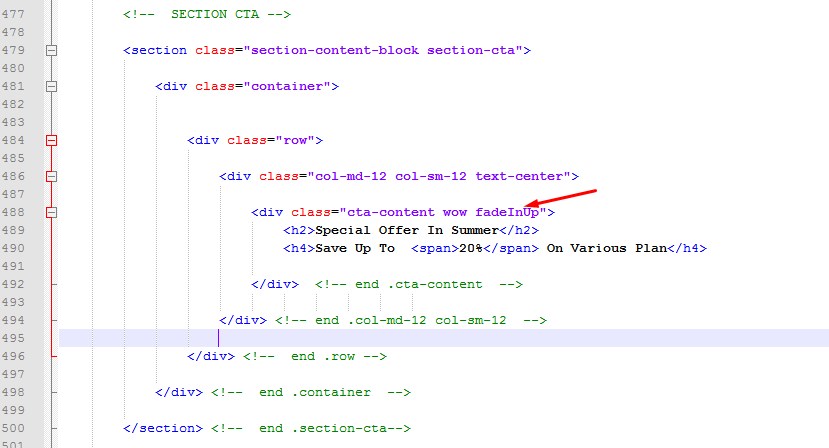 477 <!--  SECTION CTA -->
478
479 <section class="section-content-block section-cta">
480
481 <div class="container">
482
483
484 <div class="row">
485
486 <div class="col-md-12 col-sm-12 text-center">
487
488 <div class="cta-content wow fadeInUp">
489 <h2>Special Offer In Summer</h2>
490 <h4>Save Up To  <span>20%</span> On Various Plan</h4>
491
492 </div>  <!-- end .cta-content  -->
493
494 </div> <!-- end .col-md-12 col-sm-12  -->
495
496 </div> <!--  end .row -->
497
498 </div> <!--  end .container  -->
499
500 </section> <!--  end .section-cta-->
501